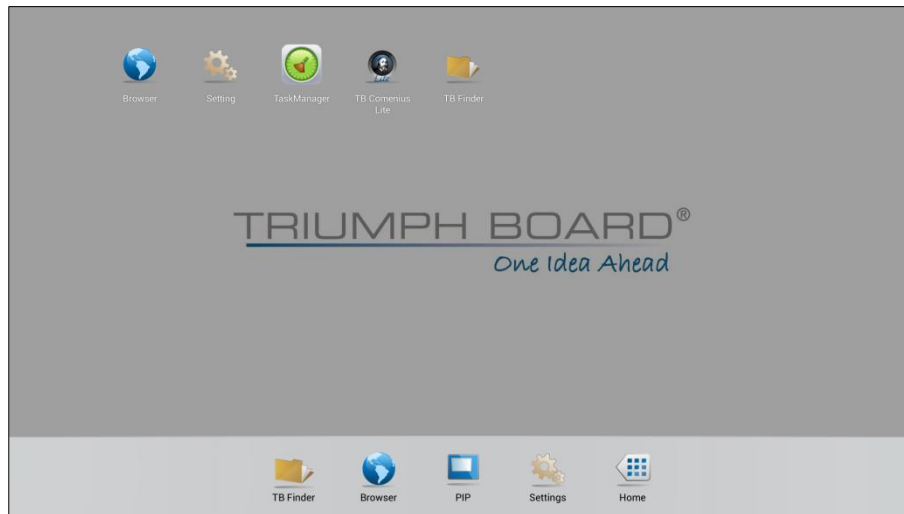 Browser
Setting
TaskManager
TB Comenius
Lite
TB Finder
TRIUMPH BOARD®
One Idea Ahead
TB Finder
Browser
PIP
Settings
Home